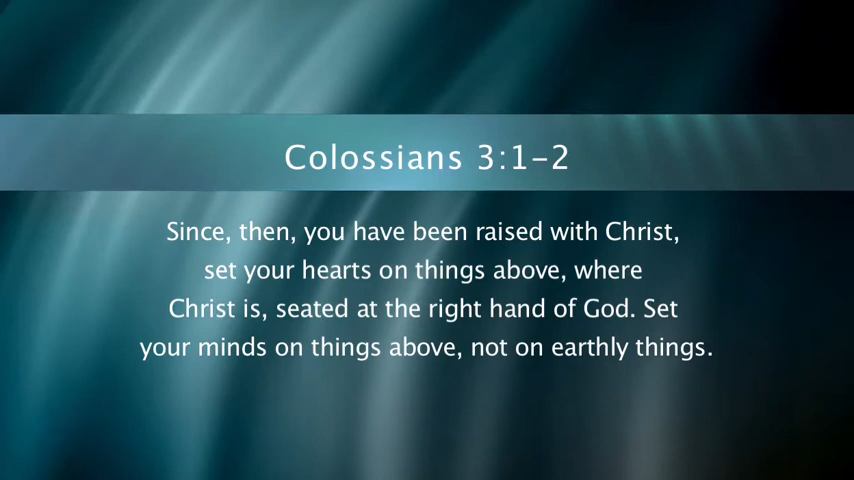 Colossians 3:1-2
Since, then, you have been raised with Christ,
set your hearts on things above, where
Christ is, seated at the right hand of God. Set
your minds on things above, not on earthly things.